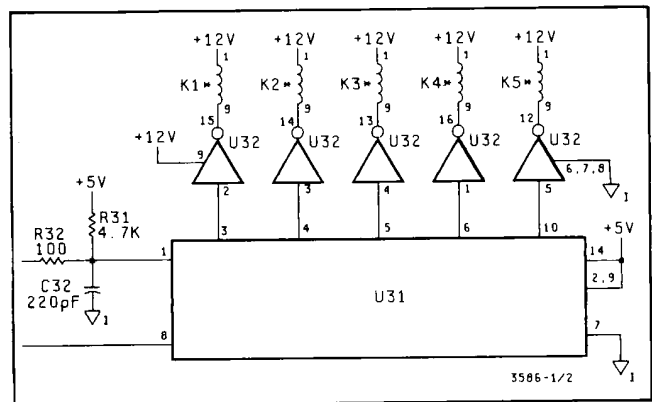 +12V +12V +12V +12V +12V
1 1 1 1 1
K1* K2* K3* K4* K5*
9 9 9 9 9
15 14 13 16 12
U32 U32 U32 U32 U32
+12V 9
6,7,8
2 3 4 1 5
I
+5V
R31
4.7K
R32
100
3 4 5 6 10
+5V
1
14
2,9
C32
220pF
U31
I
7
8
I
3586-1/2